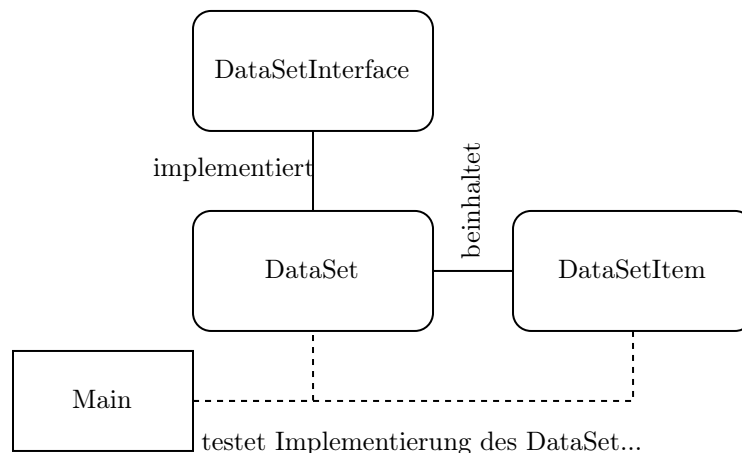 DataSetInterface
implementiert
beinhaltet
DataSet
DataSetItem
Main
testet Implementierung des DataSet...